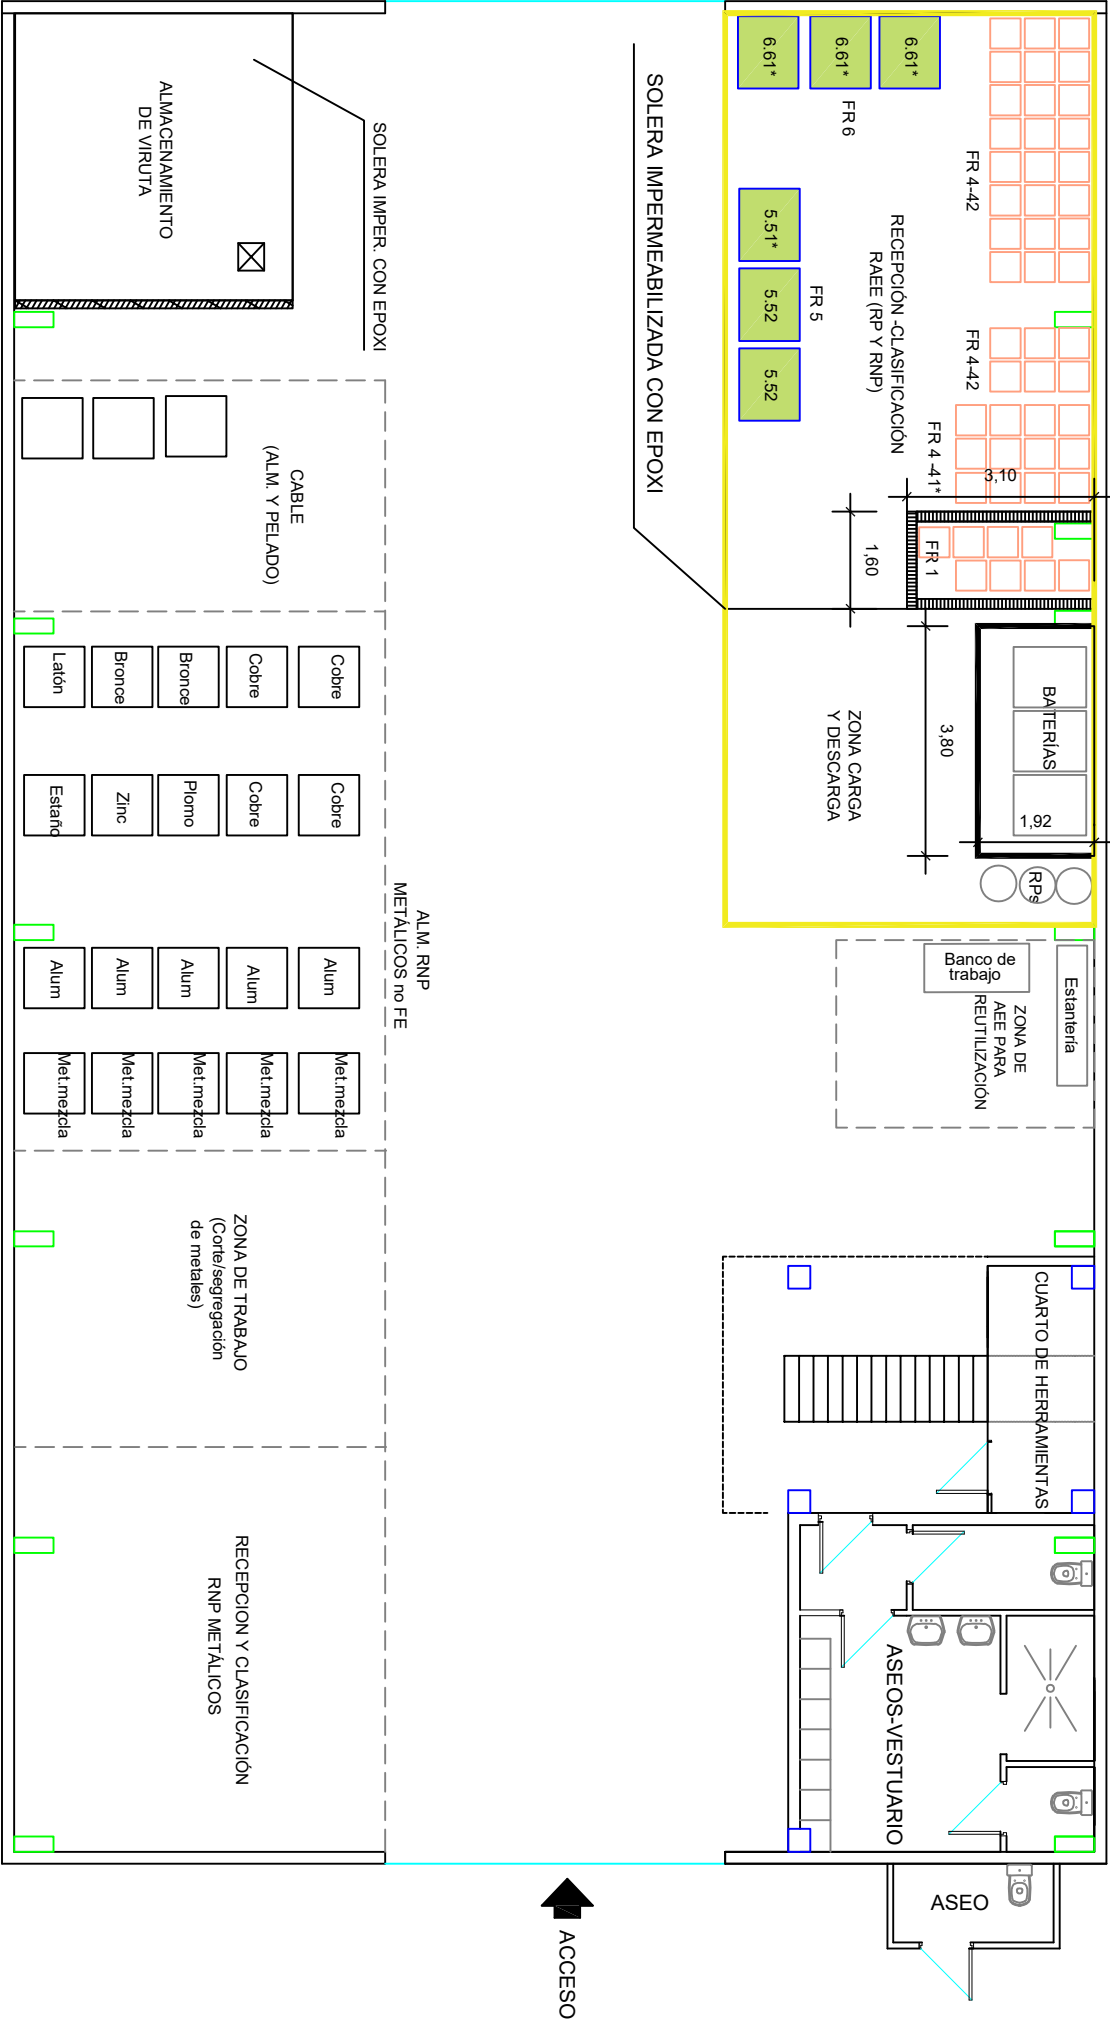 6.61*
6.61*
6.61*
FR 6
FR 4-42
5.51*
5.52
5.52
FR 5
RECEPCIÓN -CLASIFICACIÓN
RAEE (RP Y RNP)
FR 4-42
FR 4 -41*
3,10
FR 1
1,60
SOLERA IMPERMEABILIZADA CON EPOXI
ALMACENAMIENTO
DE VIRUTA
SOLERA IMPER. CON EPOXI
CABLE
(ALM. Y PELADO)
BATERÍAS
3,80
1,92
ZONA CARGA
Y DESCARGA
RPs
Latón
Bronce
Bronce
Cobre
Cobre
Estaño
Zinc
Plomo
Cobre
Cobre
ALM. RNP
METÁLICOS no FE
Alum
Alum
Alum
Alum
Alum
Met.mezcla
Met.mezcla
Met.mezcla
Met.mezcla
Met.mezcla
Banco de
trabajo
Estantería
ZONA DE
AEE PARA
REUTILIZACIÓN
ZONA DE TRABAJO
(Corte/segregación
de metales)
CUARTO DE HERRAMIENTAS
RECEPCION Y CLASIFICACIÓN
RNP METÁLICOS
ASEOS-VESTUARIO
ASEO
ACCESO